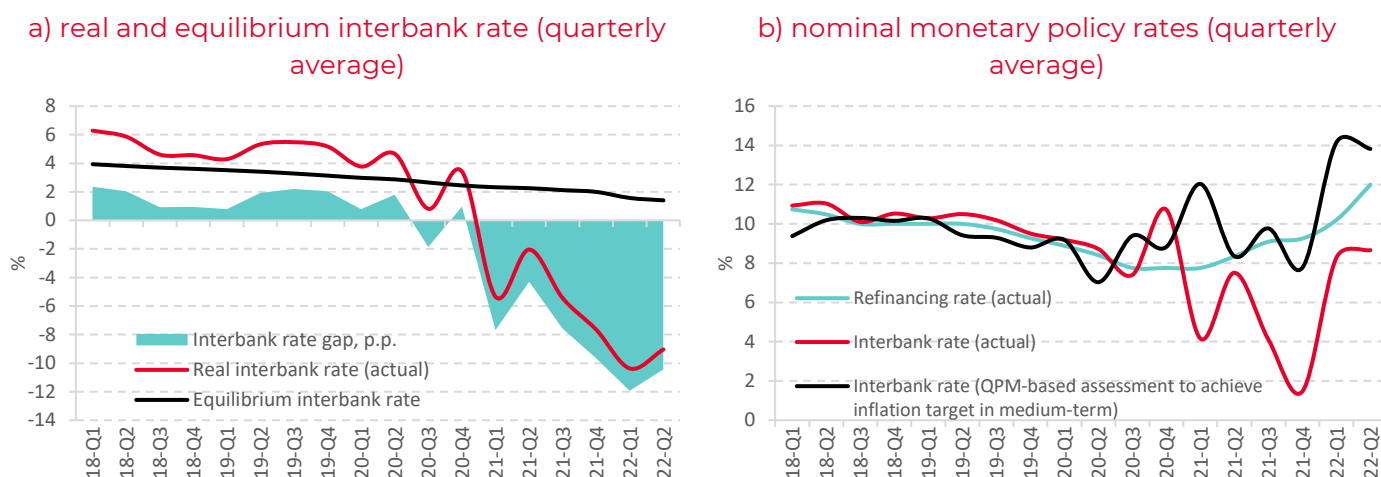 a) real and equilibrium interbank rate (quarterly
average)
8
6
4
2
0
-2
-4
-6
-8
-10
-12
-14
%
Interbank rate gap, p.p.
Real interbank rate (actual)
Equilibrium interbank rate
18-Q1
18-Q2
18-Q3
18-Q4
19-Q1
19-Q2
19-Q3
19-Q4
20-Q1
20-Q2
20-Q3
20-Q4
21-Q1
21-Q2
21-Q3
21-Q4
22-Q1
22-Q2
b) nominal monetary policy rates (quarterly
average)
16
14
12
10
8
6
4
2
0
%
Refinancing rate (actual)
Interbank rate (actual)
Interbank rate (QPM-based assessment to achieve
inflation target in medium-term)
18-Q1
18-Q2
18-Q3
18-Q4
19-Q1
19-Q2
19-Q3
19-Q4
20-Q1
20-Q2
20-Q3
20-Q4
21-Q1
21-Q2
21-Q3
21-Q4
22-Q1
22-Q2